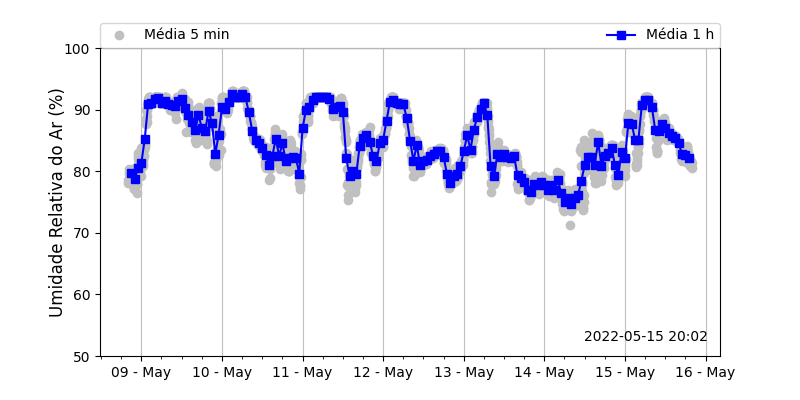 Média 5 min
Média 1 h
Umidade Relativa do Ar (%)
100
90
80
70
60
50
2022-05-15 20:02
09 - May
10 - May
11 - May
12 - May
13 - May
14 - May
15 - May
16 - May